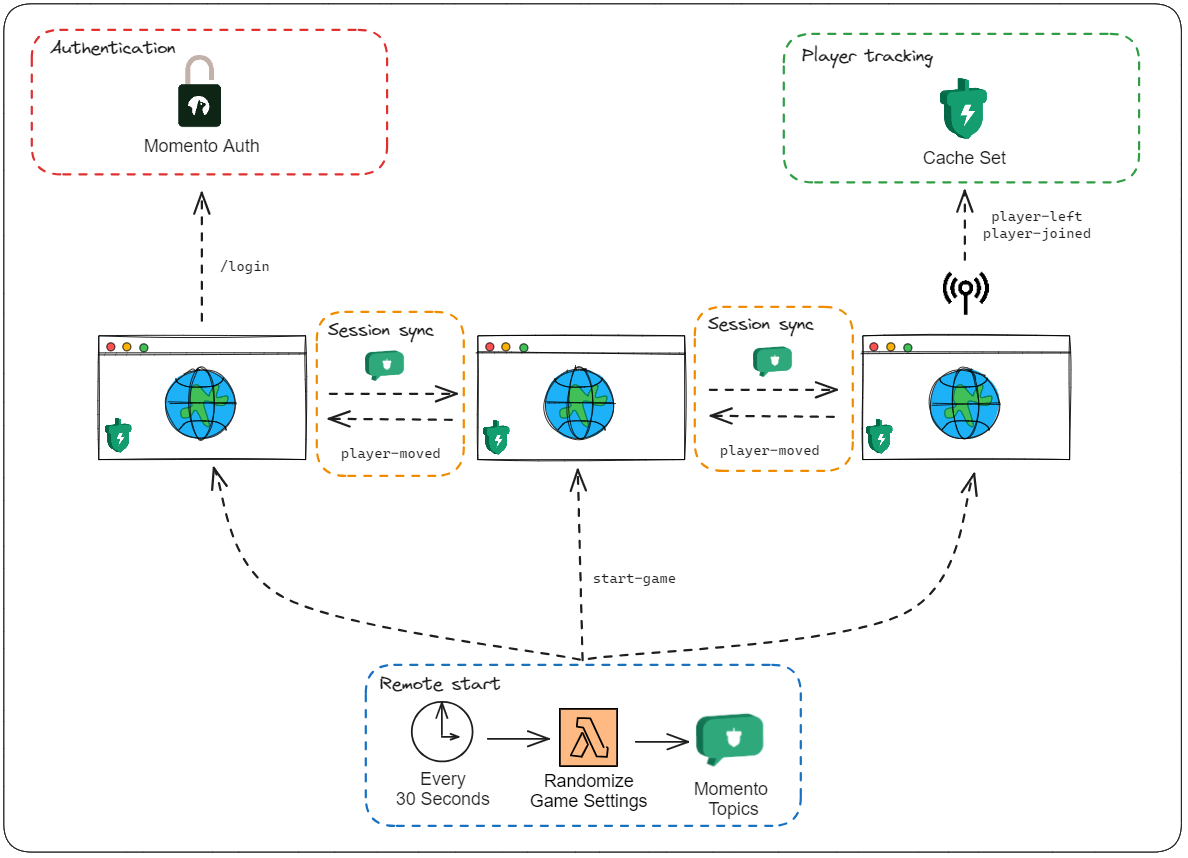 Authentication
Momento Auth
Player tracking
Cache Set
player-left
player-joined
/login
Session sync
player-moved
Session sync
player-moved
start-game
Remote start
Every
30 Seconds
Randomize
Game Settings
Momento
Topics